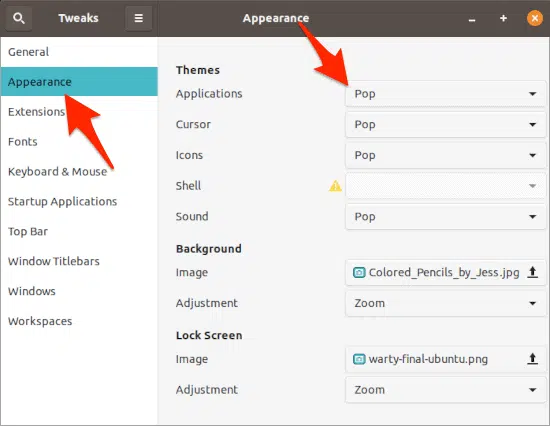 Tweaks
Appearance
General
Appearance
Extensions
Fonts
Keyboard & Mouse
Startup Applications
Top Bar
Window Titlebars
Windows
Workspaces
Themes
Applications Pop
Cursor Pop
Icons Pop
Shell
Sound Pop
Background
Image Colored_Pencils_by_Jess.jpg
Adjustment Zoom
Lock Screen
Image warty-final-ubuntu.png
Adjustment Zoom